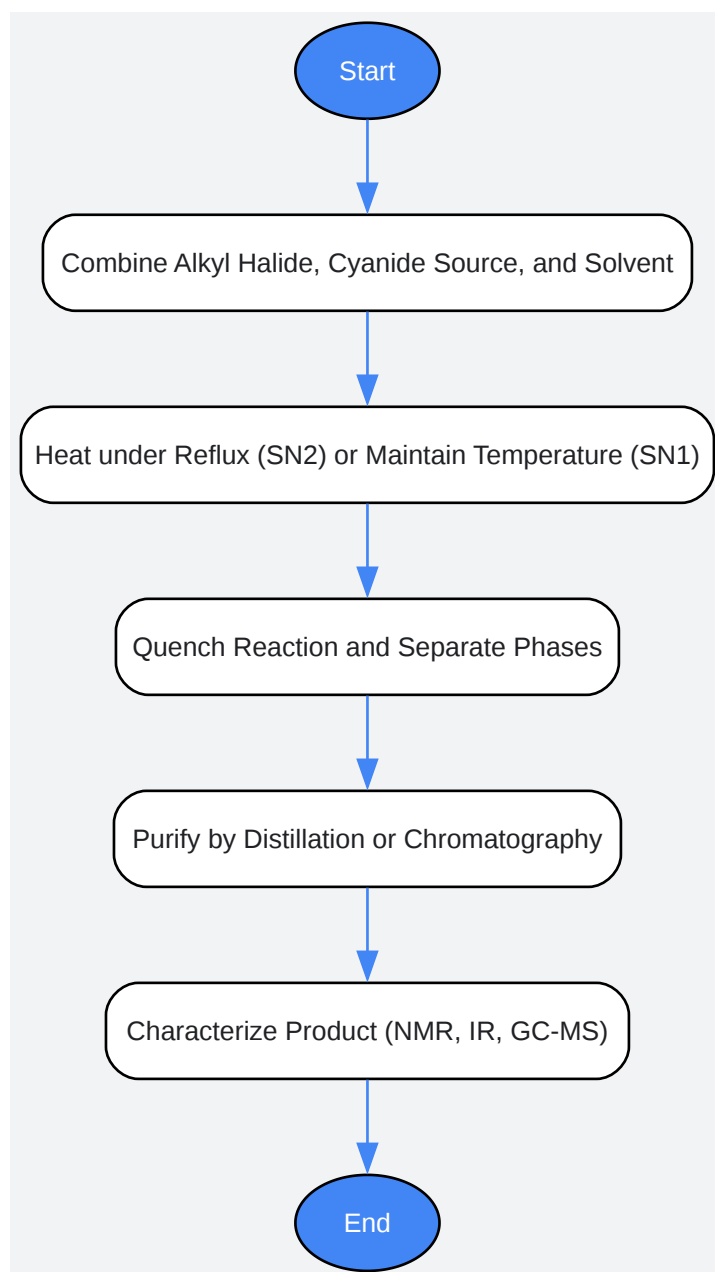 Start
Combine Alkyl Halide, Cyanide Source, and Solvent
Heat under Reflux (SN2) or Maintain Temperature (SN1)
Quench Reaction and Separate Phases
Purify by Distillation or Chromatography
Characterize Product (NMR, IR, GC-MS)
End